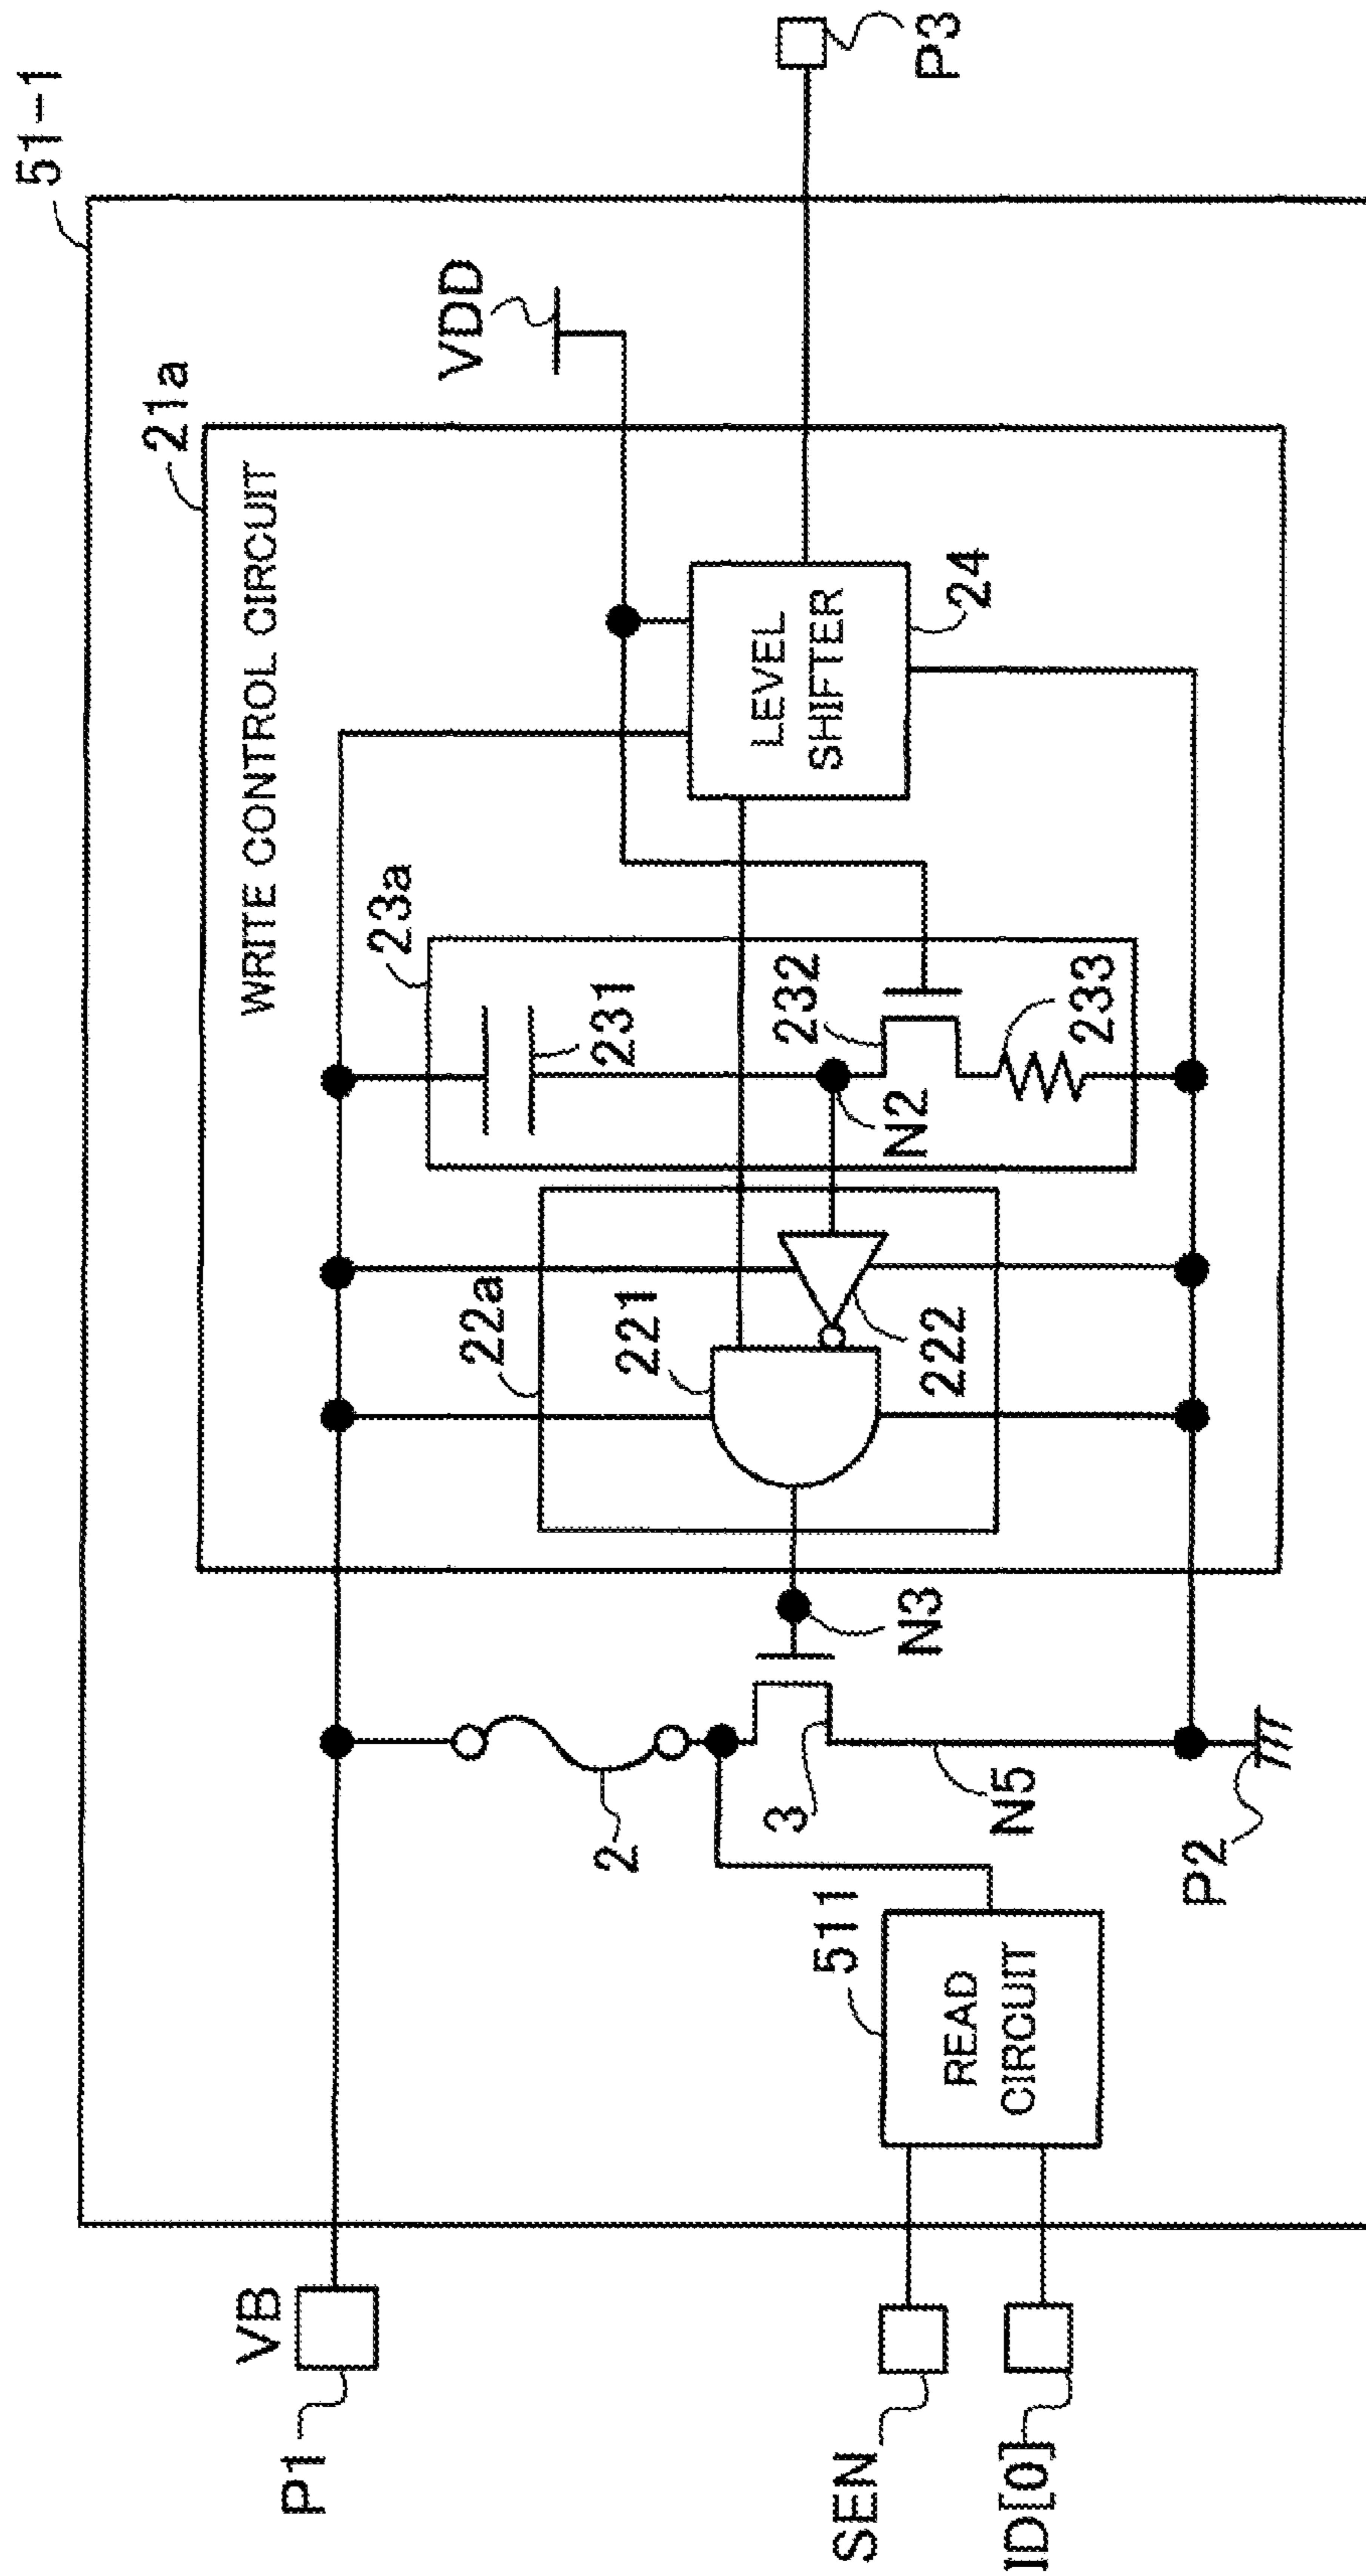 51-1
21a
WRITE CONTROL CIRCUIT
VB
P1
VDD
23a
231
22a
221
LEVEL
SHIFTER
24
P3
232
N2
233
222
N3
2
3
N5
511
READ
CIRCUIT
P2
SEN
ID[0]